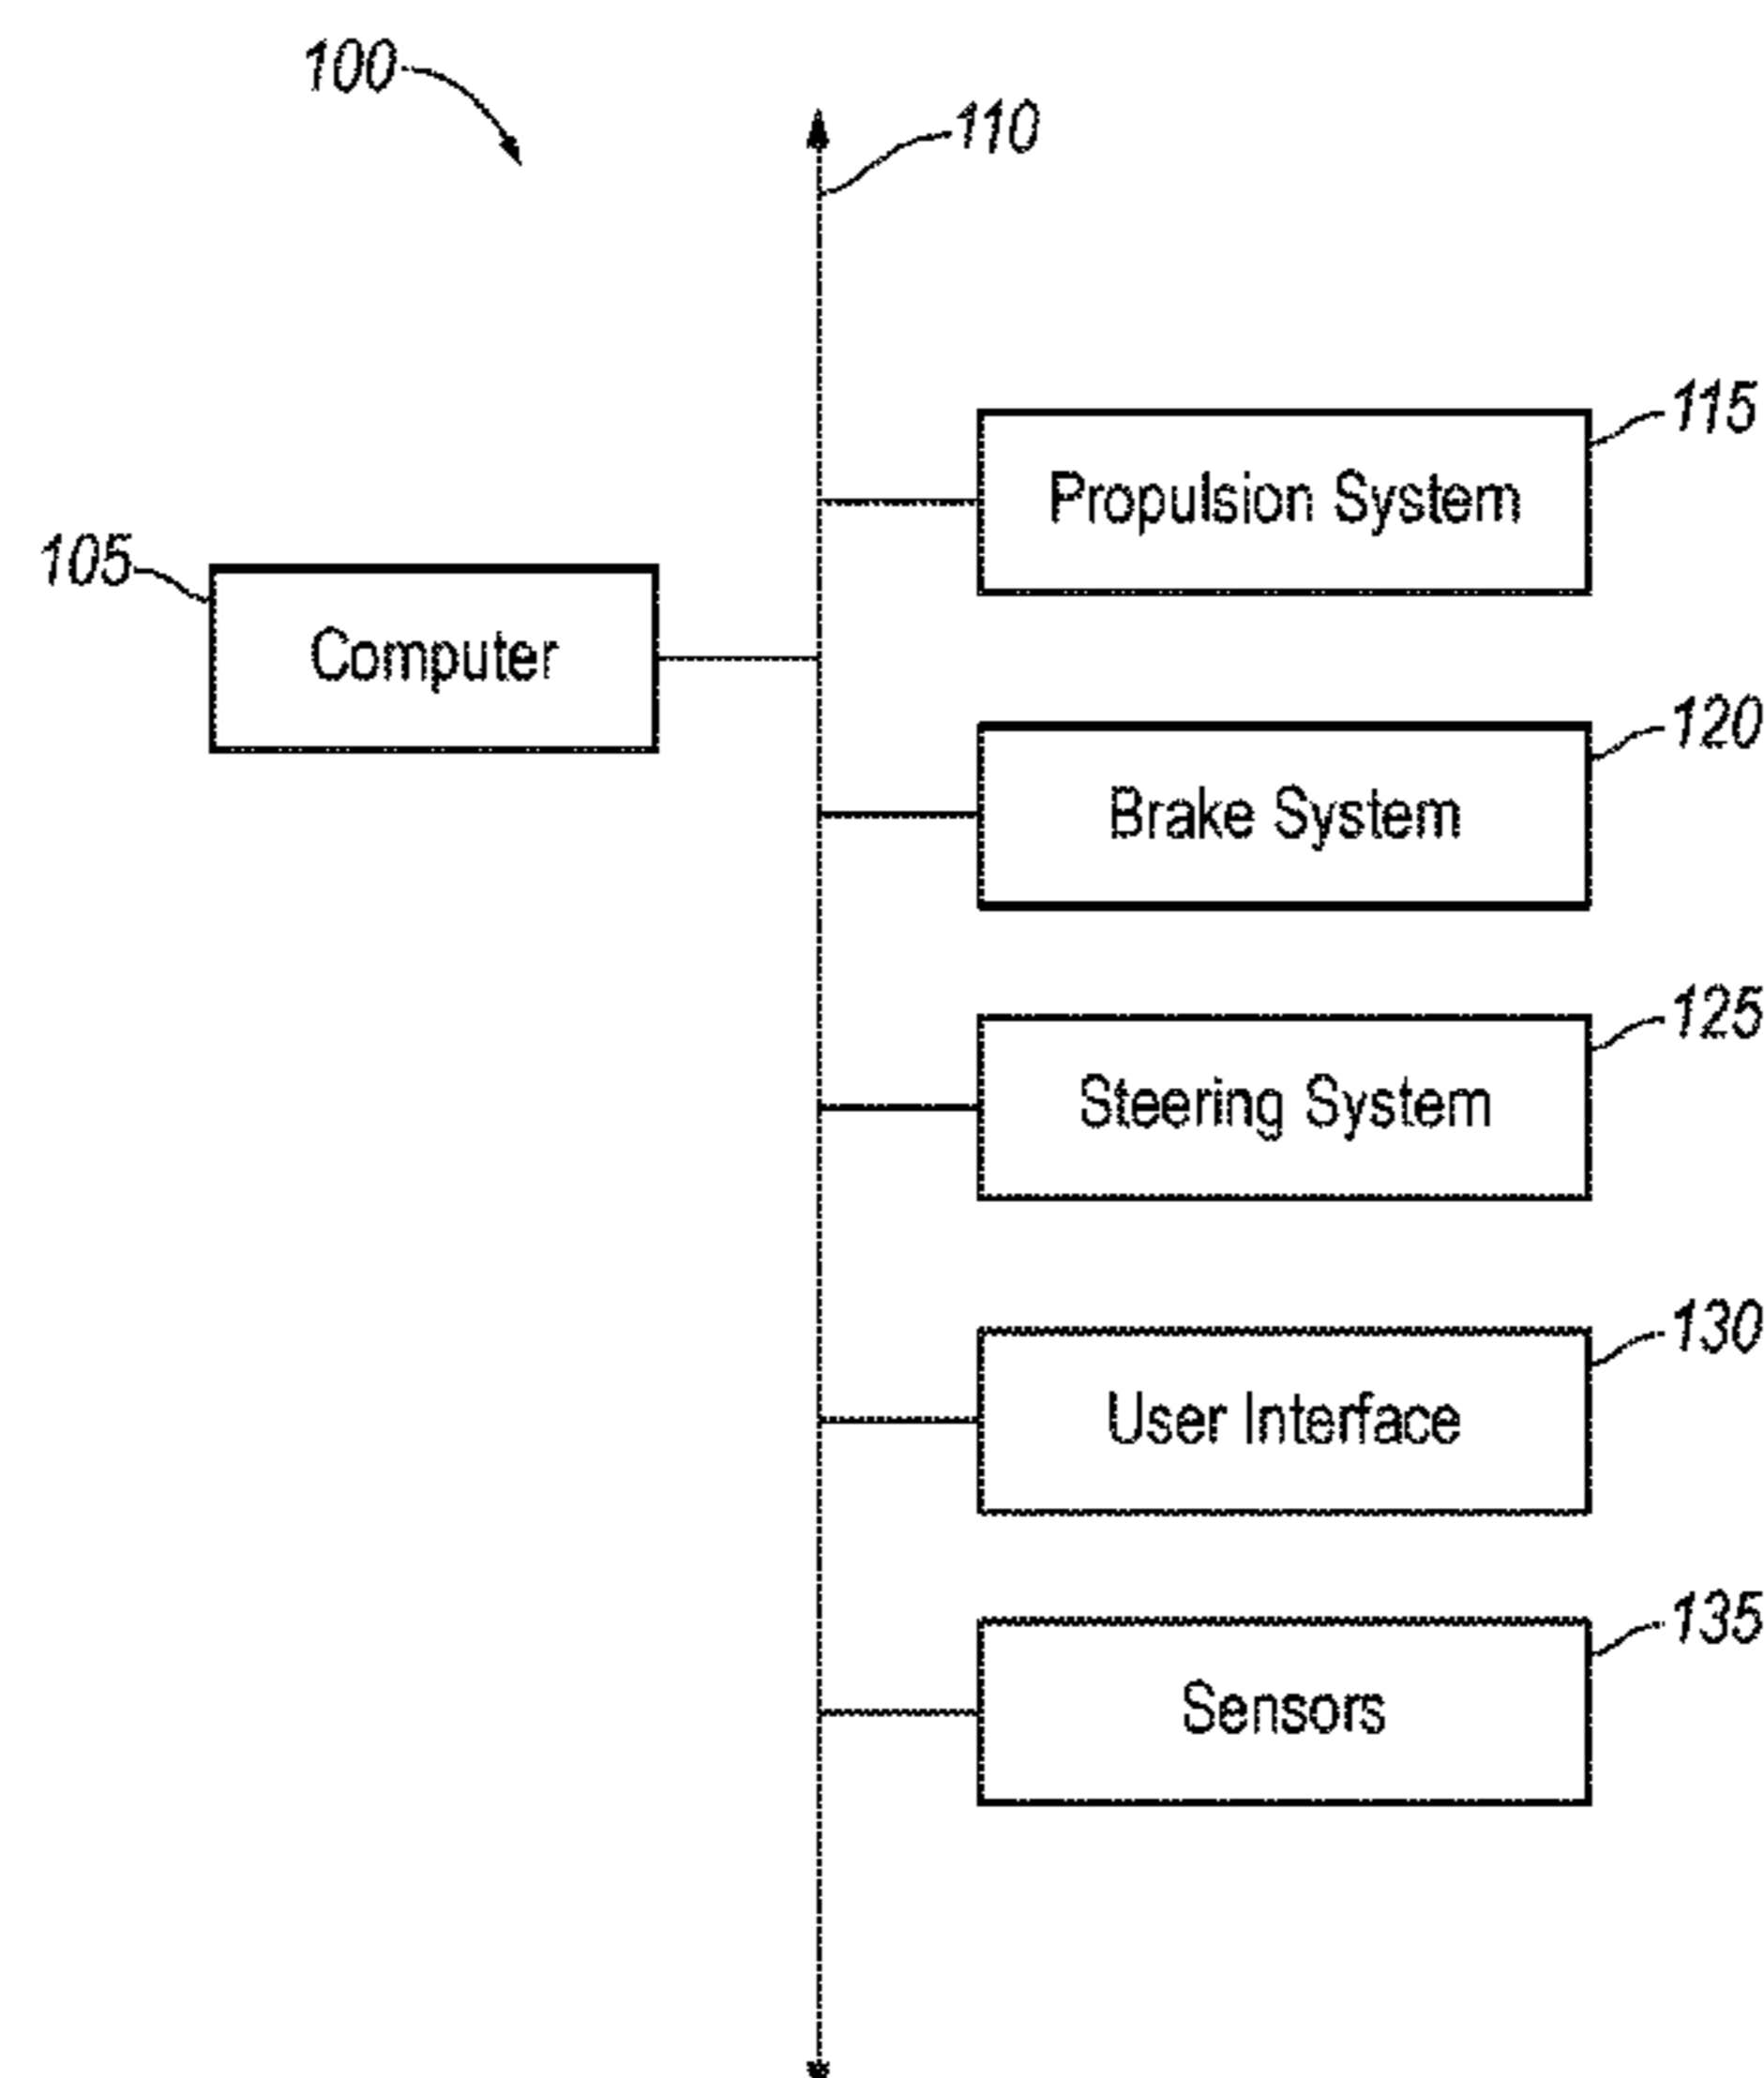 100
110
115
Propulsion System
105
Computer
120
Brake System
125
Steering System
130
User Interface
135
Sensors